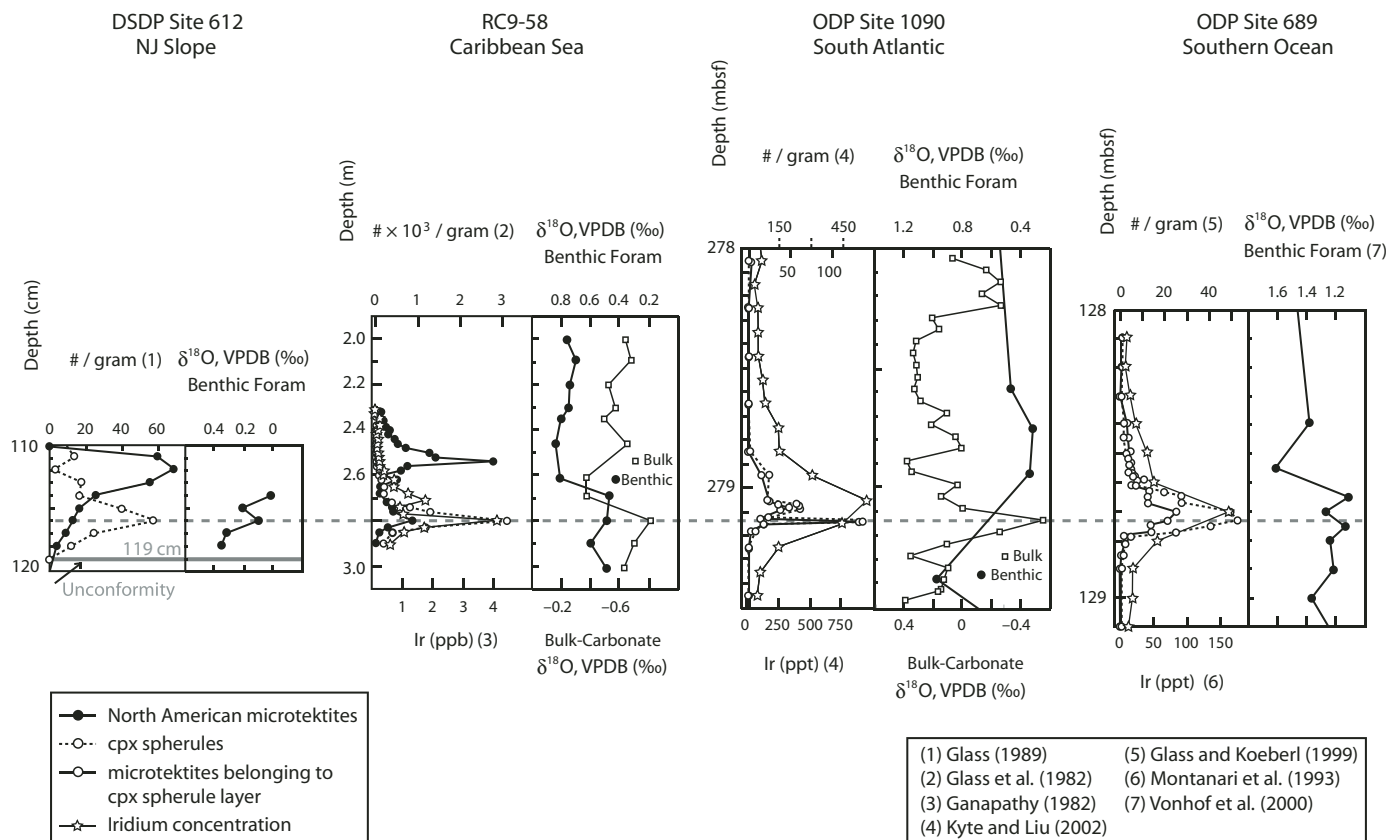 DSDP Site 612
NJ Slope
RC9-58
Caribbean Sea
ODP Site 1090
South Atlantic
ODP Site 689
Southern Ocean
Depth (cm)
# / gram (1)
δ18O, VPDB (‰)
Benthic Foram
0 20 40 60
0.4 0.2 0
110
120
119 cm
Unconformity
Depth (m)
# × 10³ / gram (2)
δ18O, VPDB (‰)
Benthic Foram
0 1 2 3
0.8 0.6 0.4 0.2
2.0
2.2
2.4
2.6
2.8
3.0
Bulk
Benthic
1 2 3 4
−0.2 −0.6
Ir (ppb) (3)
Bulk-Carbonate
δ18O, VPDB (‰)
Depth (mbsf)
# / gram (4)
δ18O, VPDB (‰)
Benthic Foram
150 450
50 100
1.2 0.8 0.4
278
279
Bulk
Benthic
0 250 500 750
0.4 0 −0.4
Ir (ppt) (4)
Bulk-Carbonate
δ18O, VPDB (‰)
Depth (mbsf)
# / gram (5)
δ18O, VPDB (‰)
Benthic Foram (7)
0 20 40
1.6 1.4 1.2
128
129
0 50 100 150
Ir (ppt) (6)
North American microtektites
cpx spherules
microtektites belonging to
cpx spherule layer
Iridium concentration
(1) Glass (1989)
(2) Glass et al. (1982)
(3) Ganapathy (1982)
(4) Kyte and Liu (2002)
(5) Glass and Koeberl (1999)
(6) Montanari et al. (1993)
(7) Vonhof et al. (2000)